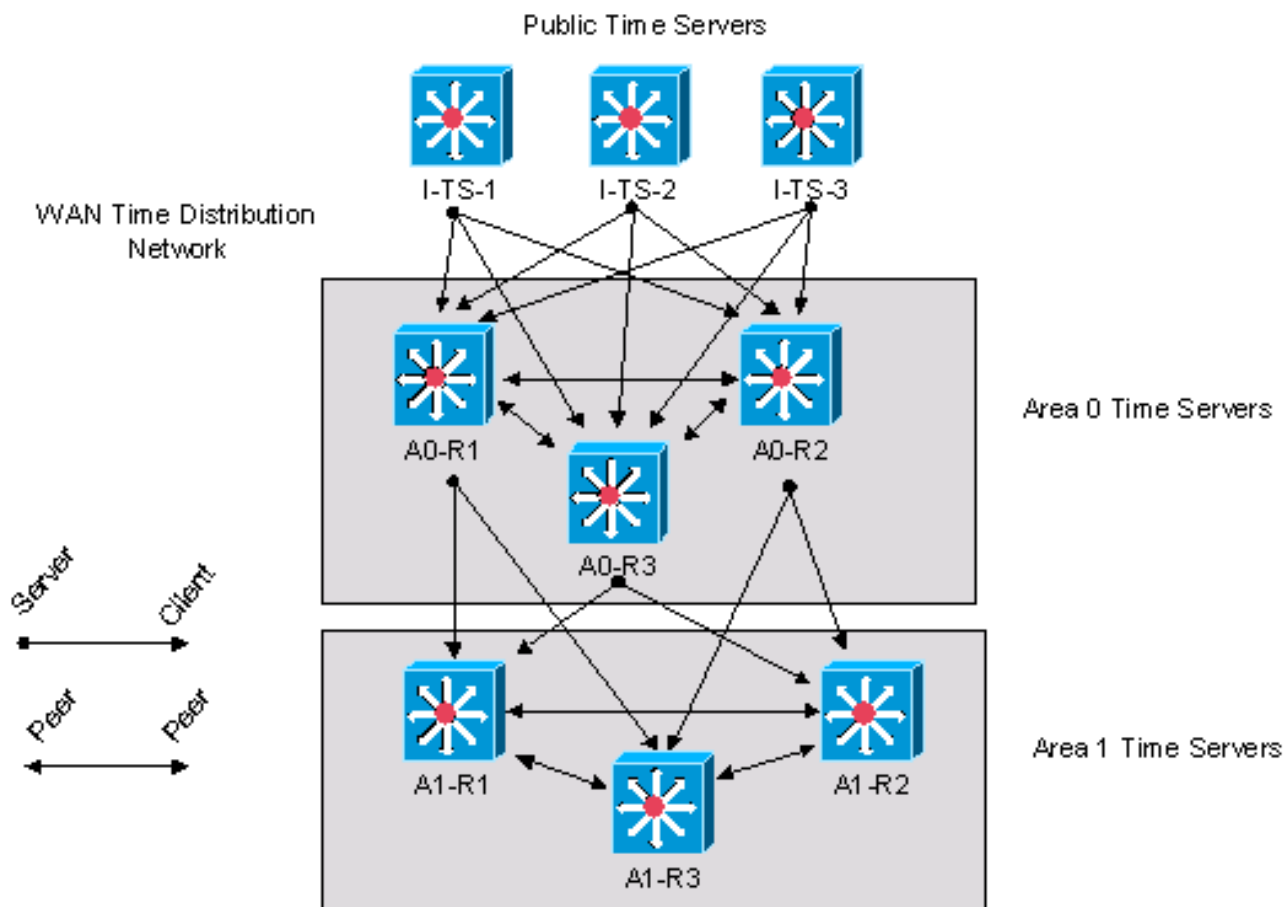 Public Time Servers
I-TS-1
I-TS-2
I-TS-3
WAN Time Distribution
Network
A0-R1
A0-R2
Area 0 Time Servers
A0-R3
Server
Client
Peer
Peer
A1-R1
A1-R2
Area 1 Time Servers
A1-R3